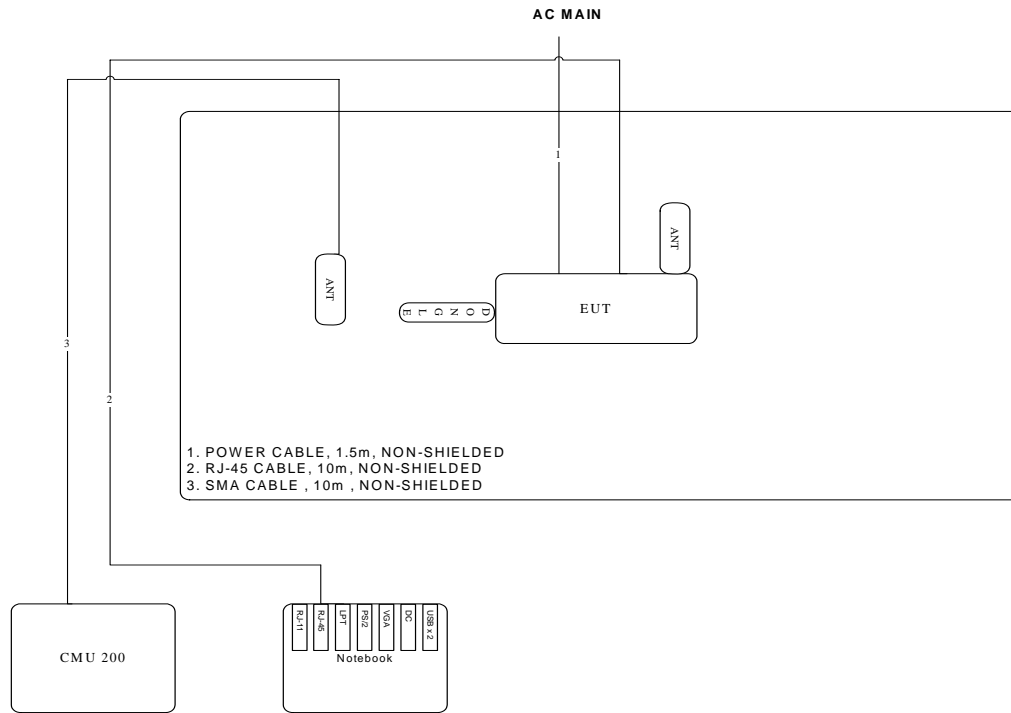 AC MAIN
1
ANT
ANT
DONGLE
EUT
3
2
1. POWER CABLE, 1.5m, NON-SHIELDED
2. RJ-45 CABLE, 10m, NON-SHIELDED
3. SMA CABLE , 10m , NON-SHIELDED
CMU 200
RJ-11
RJ-45
LPT
PS/2
VGA
DC
USB x 2
Notebook